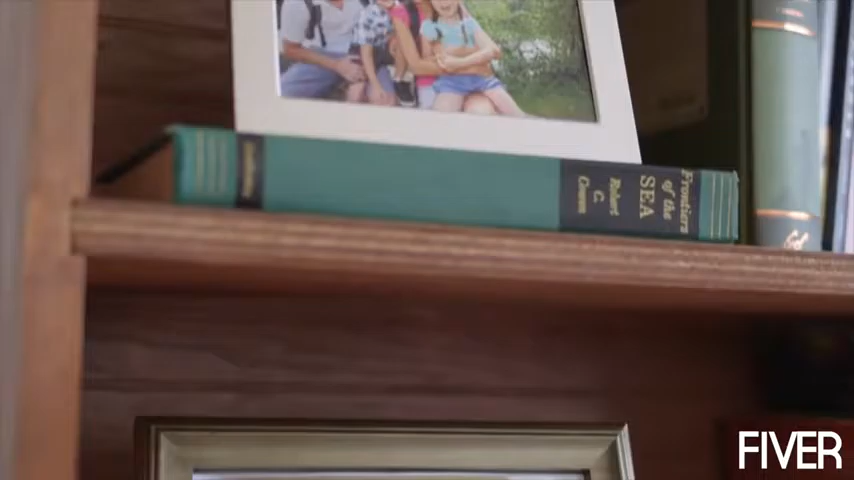 Frontiers
of the
SEA
Robert
C.
Cowen
FIVER